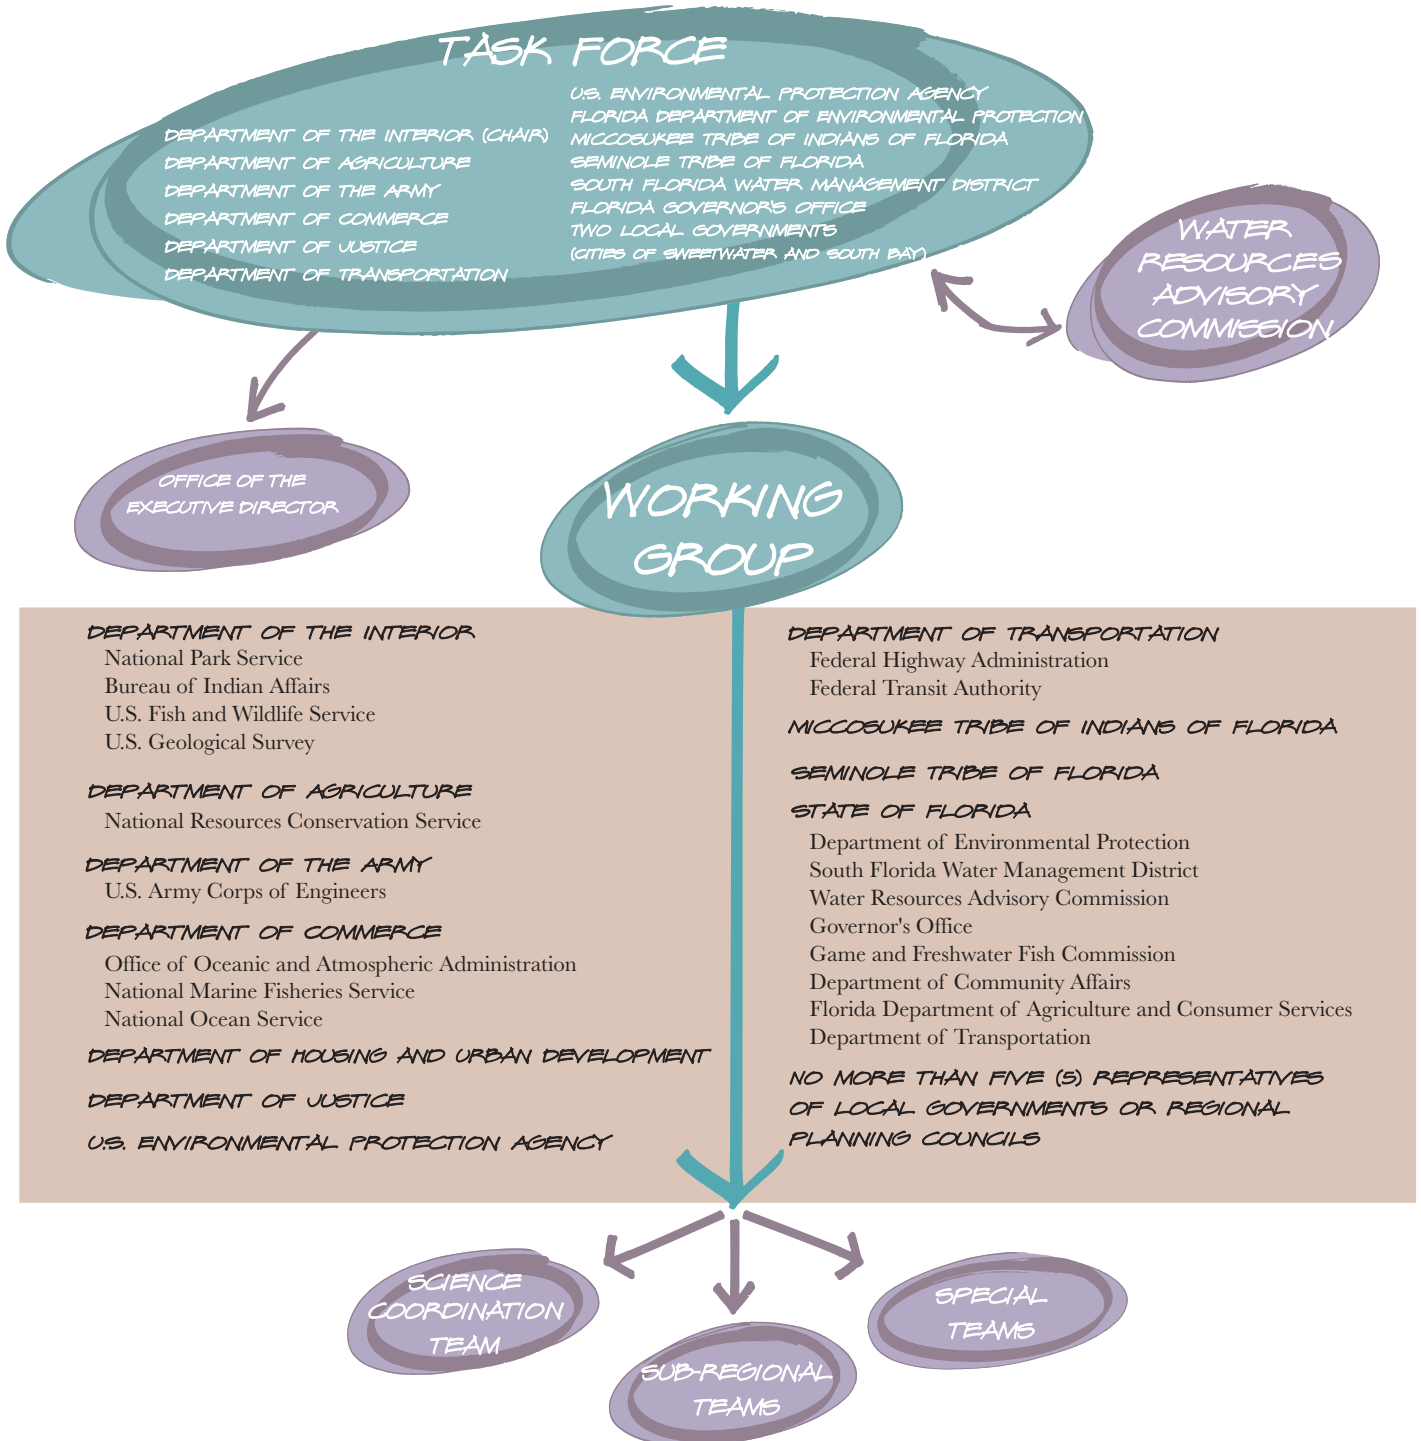 TASK FORCE
DEPARTMENT OF THE INTERIOR (CHAIR)
DEPARTMENT OF AGRICULTURE
DEPARTMENT OF THE ARMY
DEPARTMENT OF COMMERCE
DEPARTMENT OF JUSTICE
DEPARTMENT OF TRANSPORTATION
U.S. ENVIRONMENTAL PROTECTION AGENCY
FLORIDA DEPARTMENT OF ENVIRONMENTAL PROTECTION
MICCOSUKEE TRIBE OF INDIANS OF FLORIDA
SEMINOLE TRIBE OF FLORIDA
SOUTH FLORIDA WATER MANAGEMENT DISTRICT
FLORIDA GOVERNOR'S OFFICE
TWO LOCAL GOVERNMENTS
(CITIES OF SWEETWATER AND SOUTH BAY)
WATER
RESOURCES
ADVISORY
COMMISSION
OFFICE OF THE
EXECUTIVE DIRECTOR
WORKING
GROUP
DEPARTMENT OF THE INTERIOR
National Park Service
Bureau of Indian Affairs
U.S. Fish and Wildlife Service
U.S. Geological Survey
DEPARTMENT OF AGRICULTURE
National Resources Conservation Service
DEPARTMENT OF THE ARMY
U.S. Army Corps of Engineers
DEPARTMENT OF COMMERCE
Office of Oceanic and Atmospheric Administration
National Marine Fisheries Service
National Ocean Service
DEPARTMENT OF HOUSING AND URBAN DEVELOPMENT
DEPARTMENT OF JUSTICE
U.S. ENVIRONMENTAL PROTECTION AGENCY
DEPARTMENT OF TRANSPORTATION
Federal Highway Administration
Federal Transit Authority
MICCOSUKEE TRIBE OF INDIANS OF FLORIDA
SEMINOLE TRIBE OF FLORIDA
STATE OF FLORIDA
Department of Environmental Protection
South Florida Water Management District
Water Resources Advisory Commission
Governor's Office
Game and Freshwater Fish Commission
Department of Community Affairs
Florida Department of Agriculture and Consumer Services
Department of Transportation
NO MORE THAN FIVE (5) REPRESENTATIVES
OF LOCAL GOVERNMENTS OR REGIONAL
PLANNING COUNCILS
SCIENCE
COORDINATION
TEAM
SUB-REGIONAL
TEAMS
SPECIAL
TEAMS